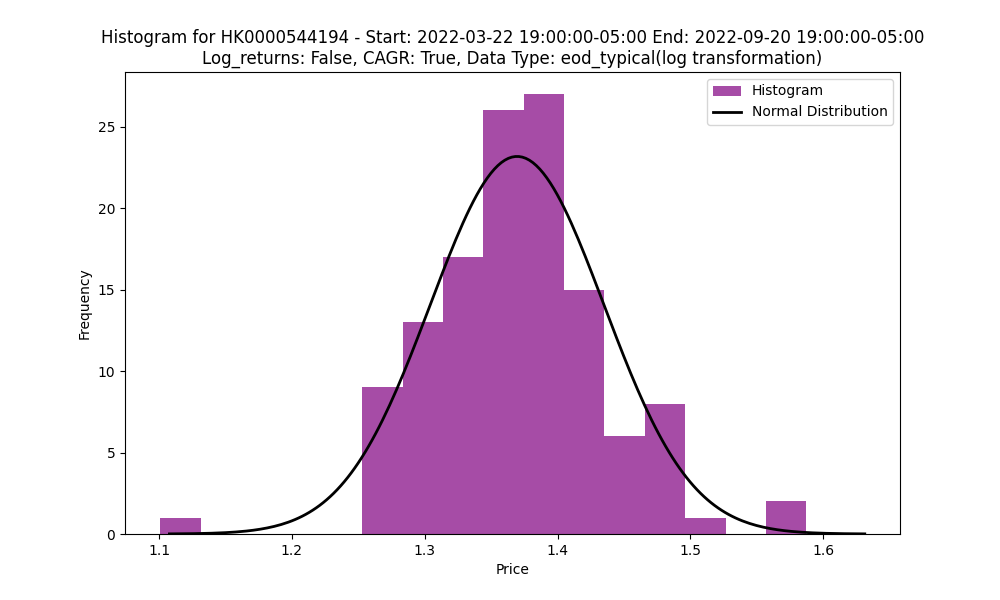 Histogram for HK0000544194 - Start: 2022-03-22 19:00:00-05:00 End: 2022-09-20 19:00:00-05:00
Log_returns: False, CAGR: True, Data Type: eod_typical(log transformation)
Histogram
Normal Distribution
Frequency
25
20
15
10
5
0
1.1 1.2 1.3 1.4 1.5 1.6
Price